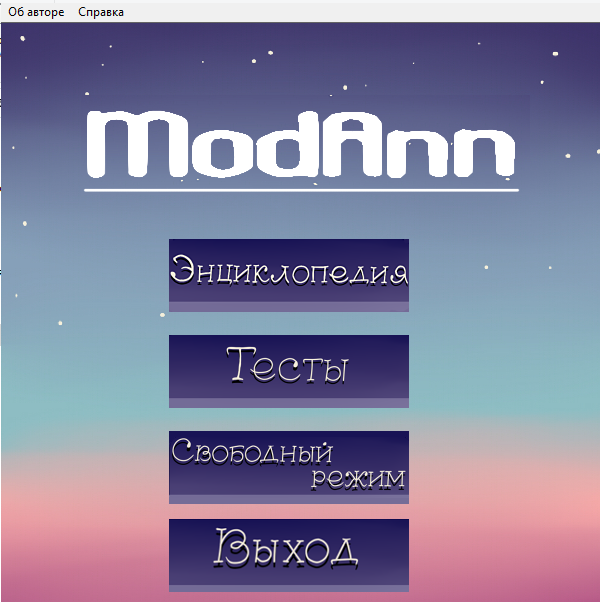 Об авторе Справка
ModAnn
Энциклопедия
Тесты
Свободный
режим
Выход